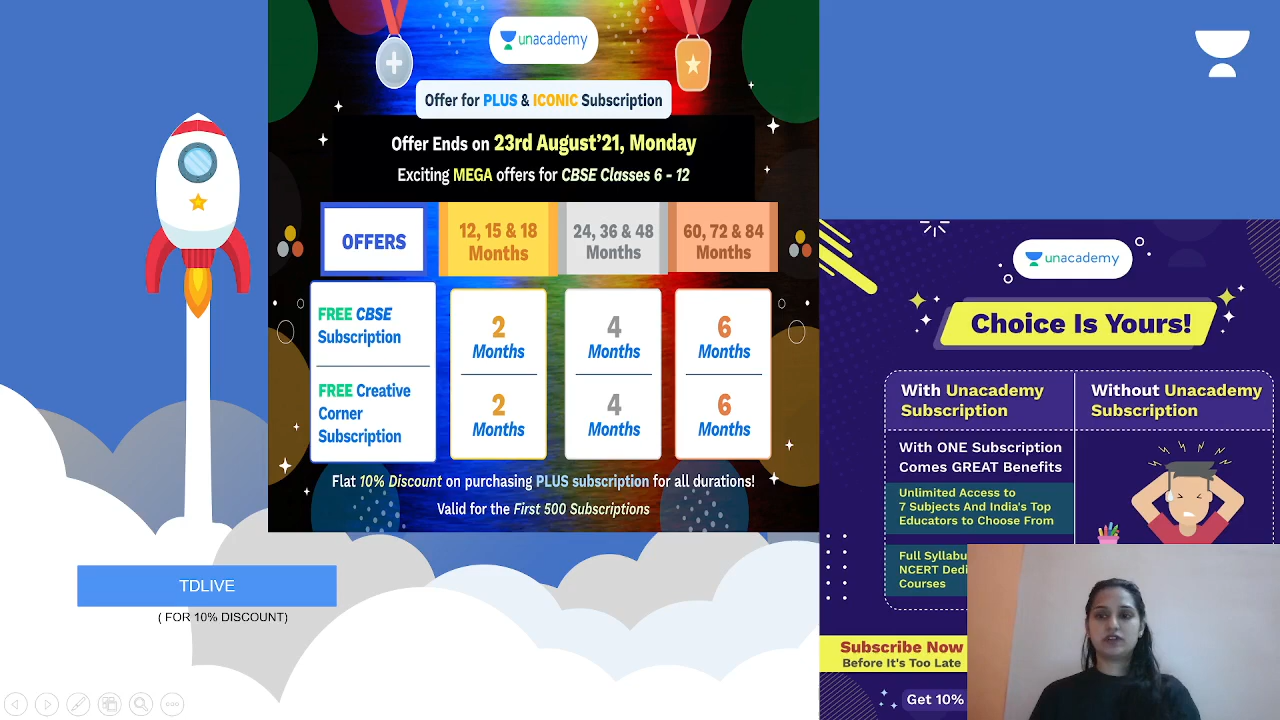 unacademy
Offer for PLUS & ICONIC Subscription
Offer Ends on 23rd August'21, Monday
Exciting MEGA offers for CBSE Classes 6 - 12
OFFERS
12, 15 & 18
Months
24, 36 & 48
Months
60, 72 & 84
Months
FREE CBSE
Subscription
2
Months
4
Months
6
Months
FREE Creative
Corner
Subscription
2
Months
4
Months
6
Months
Flat 10% Discount on purchasing PLUS subscription for all durations!
Valid for the First 500 Subscriptions
TDLIVE
( FOR 10% DISCOUNT)
unacademy
Choice Is Yours!
With Unacademy
Subscription
Without Unacademy
Subscription
With ONE Subscription
Comes GREAT Benefits
Unlimited Access to
7 Subjects And India's Top
Educators to Choose From
Full Syllabu
NCERT Dedi
Courses
Subscribe Now
Before It's Too Late
Get 10%